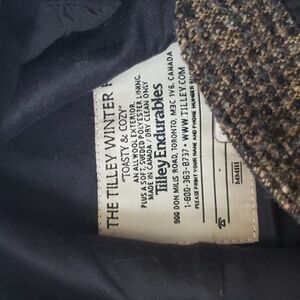 THE TILLEY WINTER
"TOASTY & COZY"
AN ALL WOOL EXTERIOR
PLUS A SOFT SUEDED POLYESTER LINING.
MADE IN CANADA / DRY CLEAN ONLY
Tilley Endurables
900 DON MILLS ROAD, TORONTO, M3C 1V6, CANADA
1-800-363-8737 • WWW.TILLEY.COM
PLEASE PRINT YOUR NAME AND PHONE NUMBER